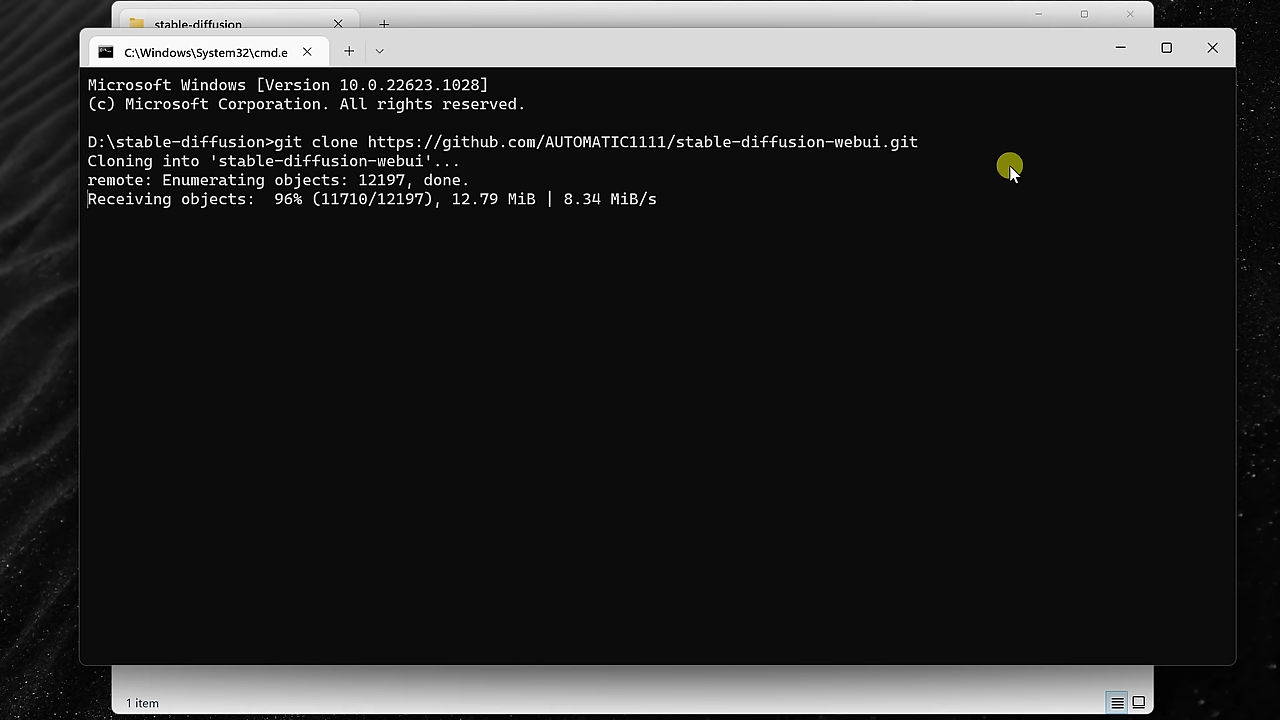 stable-diffusion
C:\Windows\System32\cmd.e
Microsoft Windows [Version 10.0.22623.1028]
(c) Microsoft Corporation. All rights reserved.
D:\stable-diffusion>git clone https://github.com/AUTOMATIC1111/stable-diffusion-webui.git
Cloning into 'stable-diffusion-webui'...
remote: Enumerating objects: 12197, done.
Receiving objects:  96% (11710/12197), 12.79 MiB | 8.34 MiB/s
1 item